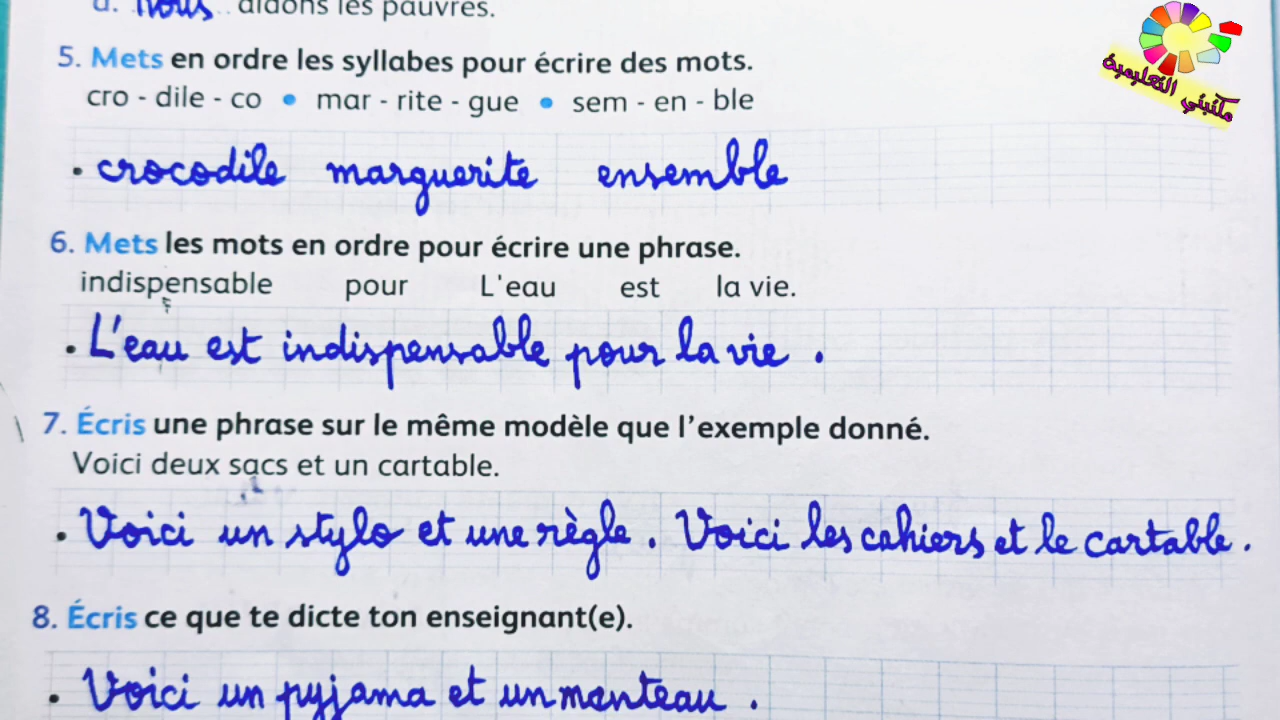 d. nous aidons les pauvres.
5. Mets en ordre les syllabes pour écrire des mots.
cro - dile - co • mar - rite - gue • sem - en - ble
• crocodile marguerite ensemble
6. Mets les mots en ordre pour écrire une phrase.
indispensable pour L'eau est la vie.
• L'eau est indispensable pour la vie .
7. Écris une phrase sur le même modèle que l'exemple donné.
Voici deux sacs et un cartable.
• Voici un stylo et une règle . Voici les cahiers et le cartable .
8. Écris ce que te dicte ton enseignant(e).
• Voici un pyjama et un manteau .
مكتبتي التعليمية